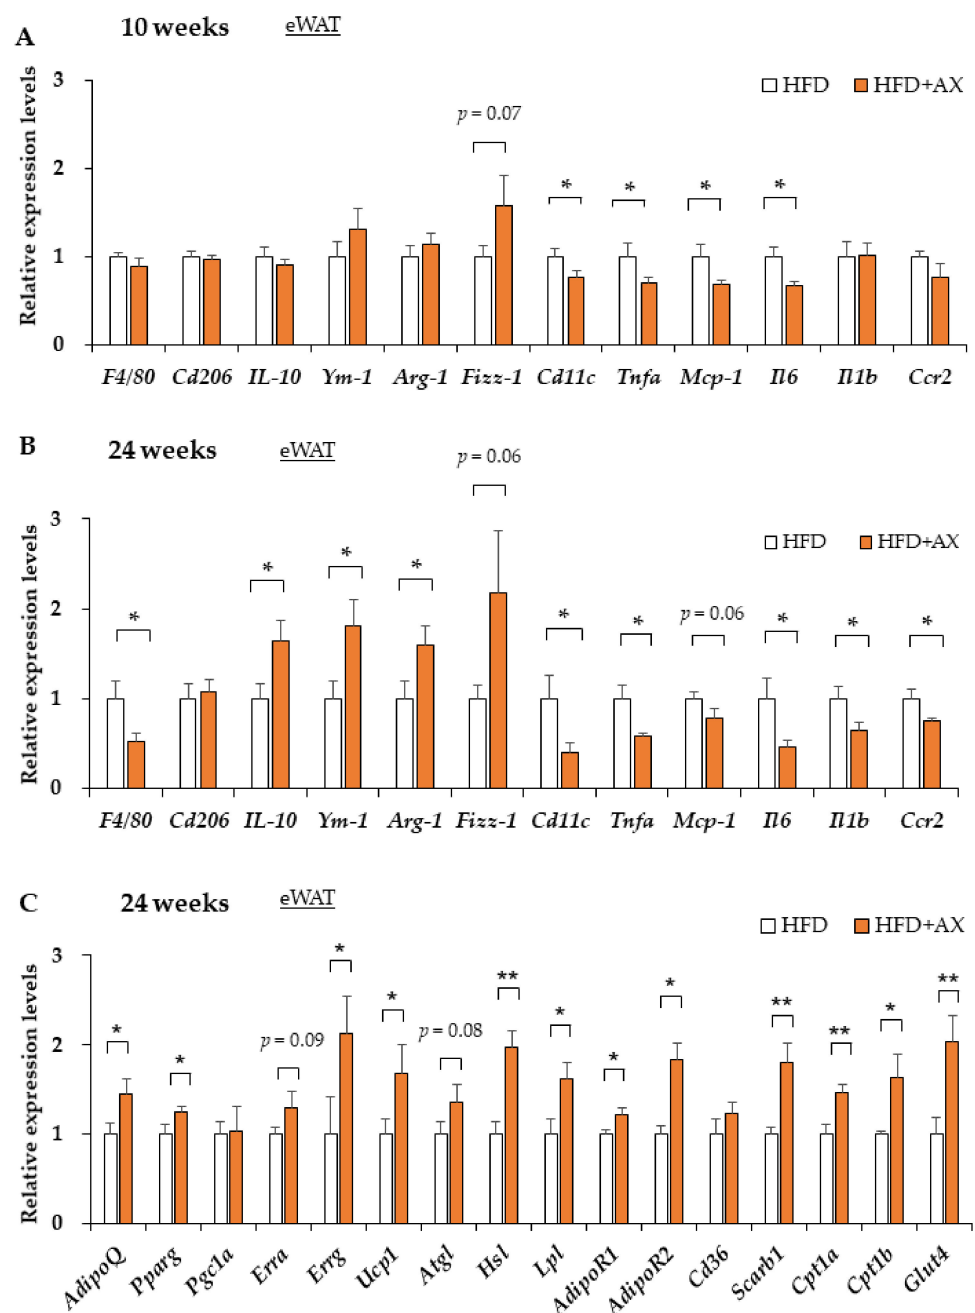 A
10 weeks eWAT
Relative expression levels
3
2
1
0
HFD HFD+AX
p = 0.07
* * * *
F4/80 Cd206 IL-10 Ym-1 Arg-1 Fizz-1 Cd11c Tnfa Mcp-1 Il6 Il1b Ccr2
B
24 weeks eWAT
Relative expression levels
3
2
1
0
HFD HFD+AX
p = 0.06
* * * * * * p = 0.06 * * *
F4/80 Cd206 IL-10 Ym-1 Arg-1 Fizz-1 Cd11c Tnfa Mcp-1 Il6 Il1b Ccr2
C
24 weeks eWAT
Relative expression levels
3
2
1
0
HFD HFD+AX
* * p = 0.09 * * p = 0.08 ** * * * ** ** * **
AdipoQ Pparg Pgc1a Erra Errg Ucp1 Atgl Hsl Lpl AdipoR1 AdipoR2 Cd36 Scarb1 Cpt1a Cpt1b Glut4